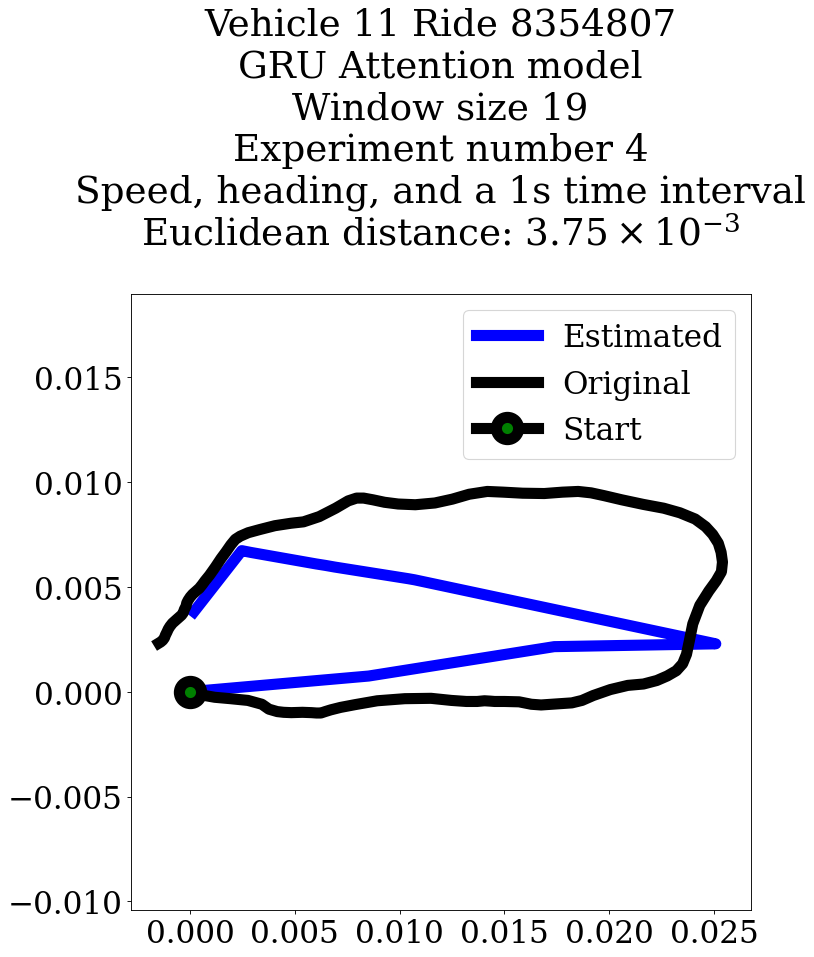 Vehicle 11 Ride 8354807
GRU Attention model
Window size 19
Experiment number 4
Speed, heading, and a 1s time interval
Euclidean distance: 3.75 × 10⁻³
Estimated
Original
Start
0.015
0.010
0.005
0.000
−0.005
−0.010
0.000 0.005 0.010 0.015 0.020 0.025